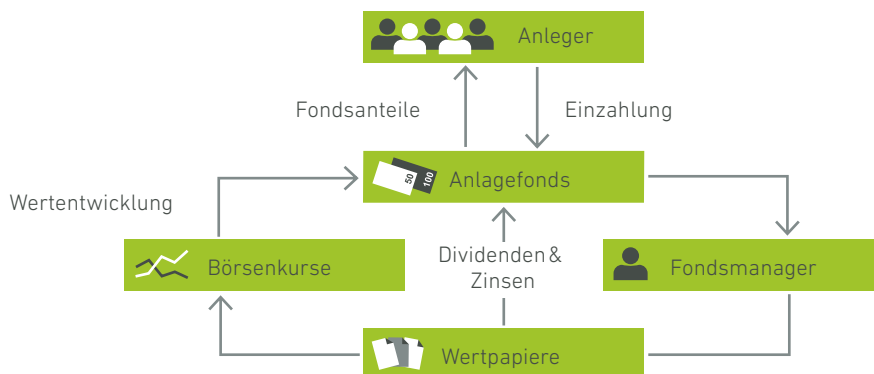 Anleger
Fondsanteile
Einzahlung
50
100
Anlagefonds
Wertentwicklung
Börsenkurse
Dividenden &
Zinsen
Fondsmanager
Wertpapiere